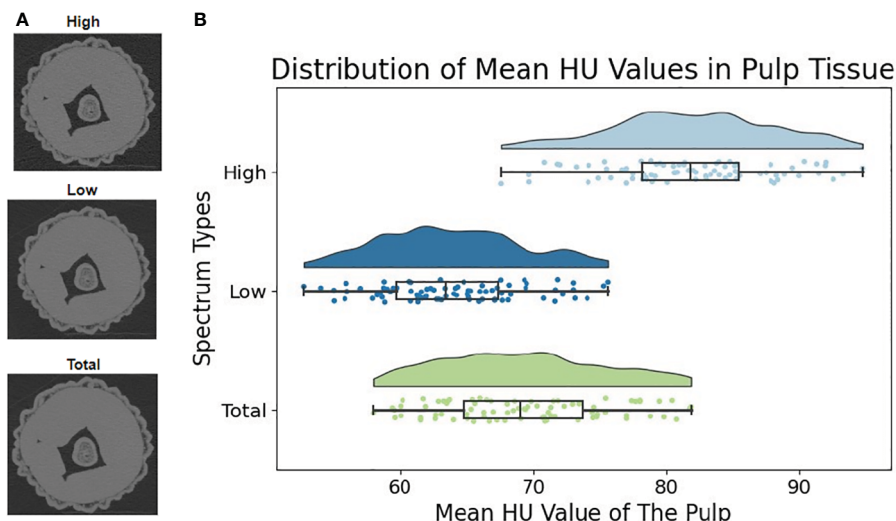 A
High
Low
Total
B
Distribution of Mean HU Values in Pulp Tissue
Spectrum Types
High
Low
Total
60 70 80 90
Mean HU Value of The Pulp